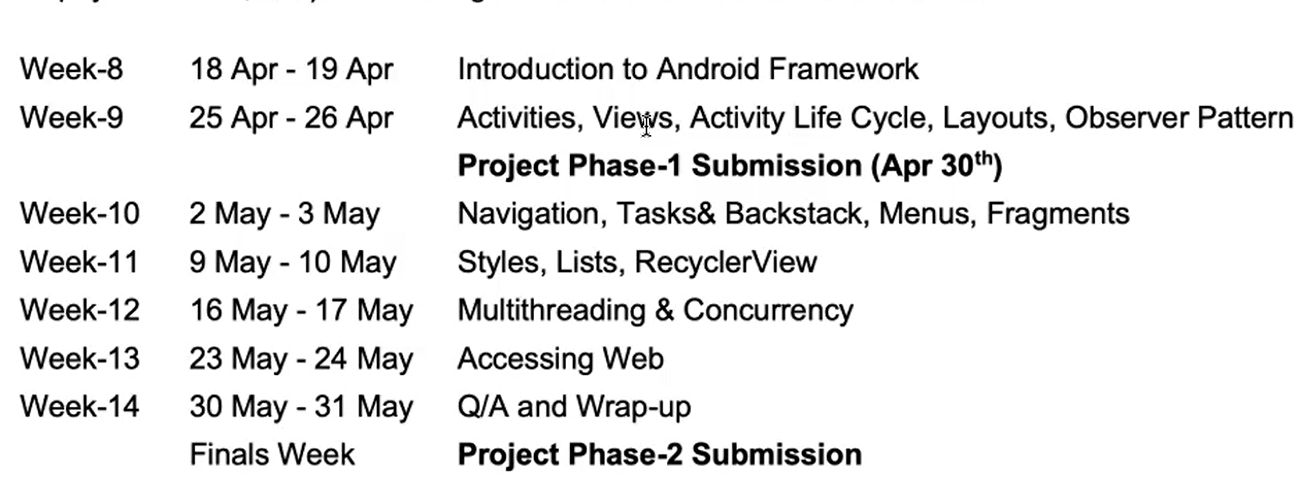 Week-8 18 Apr - 19 Apr Introduction to Android Framework
Week-9 25 Apr - 26 Apr Activities, Views, Activity Life Cycle, Layouts, Observer Pattern
Project Phase-1 Submission (Apr 30th)
Week-10 2 May - 3 May Navigation, Tasks& Backstack, Menus, Fragments
Week-11 9 May - 10 May Styles, Lists, RecyclerView
Week-12 16 May - 17 May Multithreading & Concurrency
Week-13 23 May - 24 May Accessing Web
Week-14 30 May - 31 May Q/A and Wrap-up
Finals Week Project Phase-2 Submission